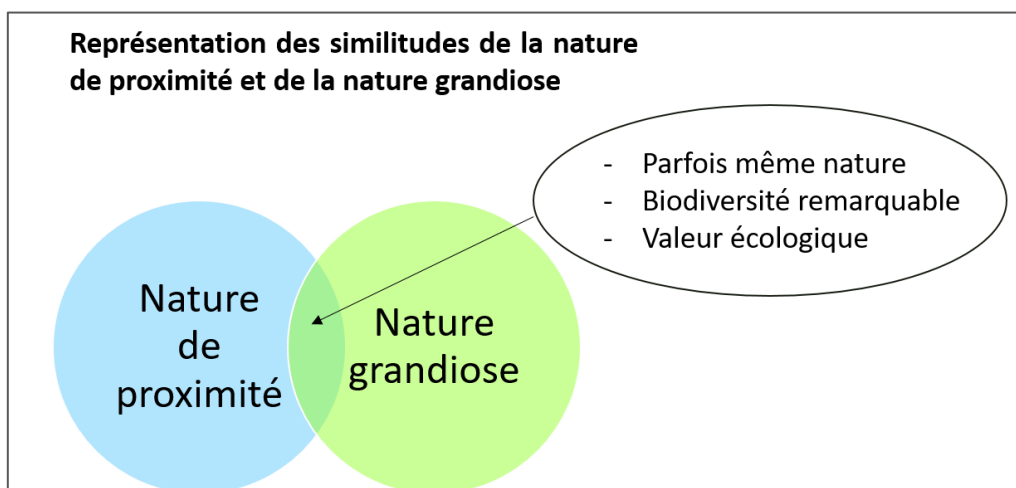 Représentation des similitudes de la nature
de proximité et de la nature grandiose
- Parfois même nature
- Biodiversité remarquable
- Valeur écologique
Nature
de
proximité
Nature
grandiose